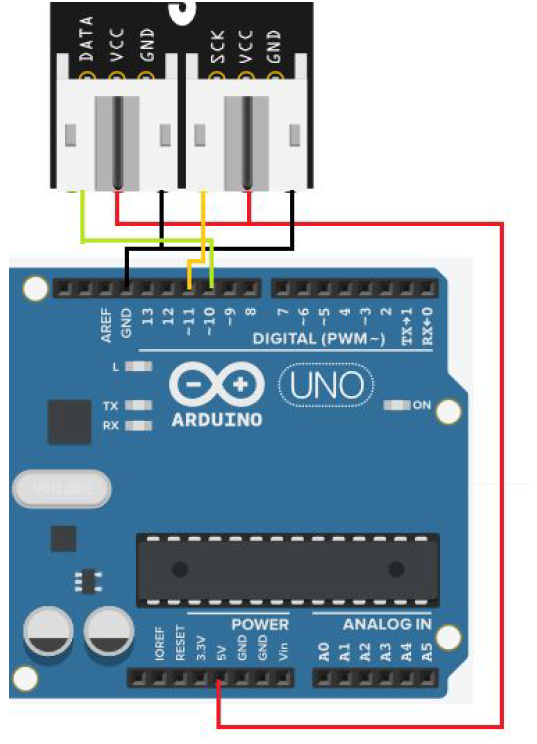 DATA VCC GND SCK VCC GND
AREF GND 13 12 ~11 ~10 ~9 8 7 ~6 ~5 4 ~3 2 TX→1 RX←0
DIGITAL (PWM~)
L
TX
RX
ARDUINO
UNO
ON
POWER
ANALOG IN
IOREF RESET 3.3V 5V GND GND Vin A0 A1 A2 A3 A4 A5